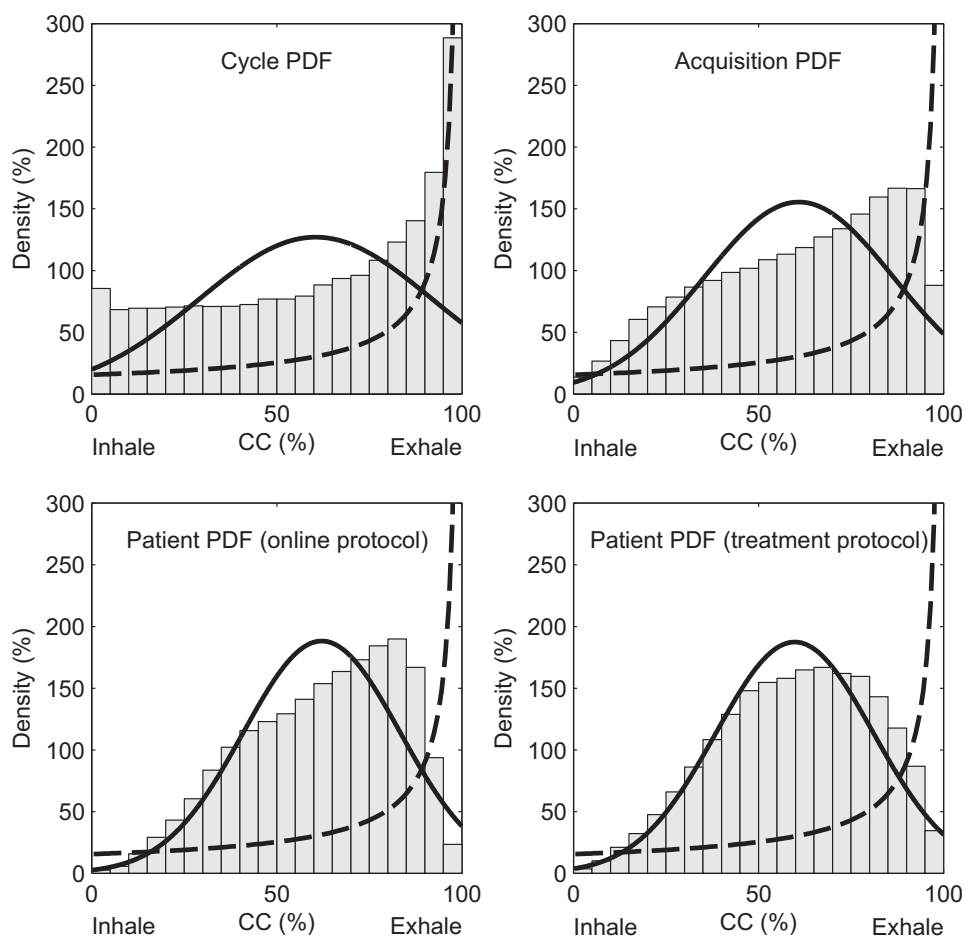 300
250
200
150
100
50
0
Density (%)
Cycle PDF
0 50 100
Inhale CC (%) Exhale
300
250
200
150
100
50
0
Density (%)
Acquisition PDF
0 50 100
Inhale CC (%) Exhale
300
250
200
150
100
50
0
Density (%)
Patient PDF (online protocol)
0 50 100
Inhale CC (%) Exhale
300
250
200
150
100
50
0
Density (%)
Patient PDF (treatment protocol)
0 50 100
Inhale CC (%) Exhale